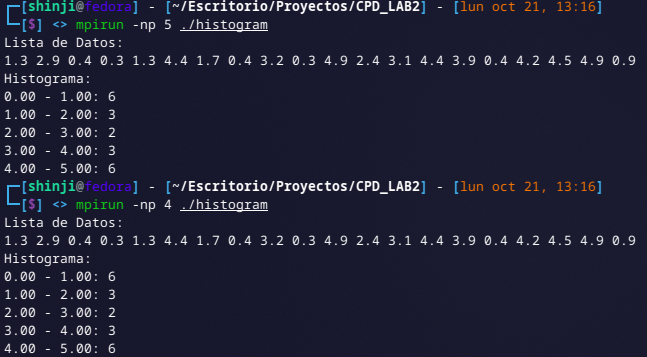 ┌─[shinji@fedora] - [~/Escritorio/Proyectos/CPD_LAB2] - [lun oct 21, 13:16]
└─[$] <> mpirun -np 5 ./histogram
Lista de Datos:
1.3 2.9 0.4 0.3 1.3 4.4 1.7 0.4 3.2 0.3 4.9 2.4 3.1 4.4 3.9 0.4 4.2 4.5 4.9 0.9
Histograma:
0.00 - 1.00: 6
1.00 - 2.00: 3
2.00 - 3.00: 2
3.00 - 4.00: 3
4.00 - 5.00: 6
┌─[shinji@fedora] - [~/Escritorio/Proyectos/CPD_LAB2] - [lun oct 21, 13:16]
└─[$] <> mpirun -np 4 ./histogram
Lista de Datos:
1.3 2.9 0.4 0.3 1.3 4.4 1.7 0.4 3.2 0.3 4.9 2.4 3.1 4.4 3.9 0.4 4.2 4.5 4.9 0.9
Histograma:
0.00 - 1.00: 6
1.00 - 2.00: 3
2.00 - 3.00: 2
3.00 - 4.00: 3
4.00 - 5.00: 6